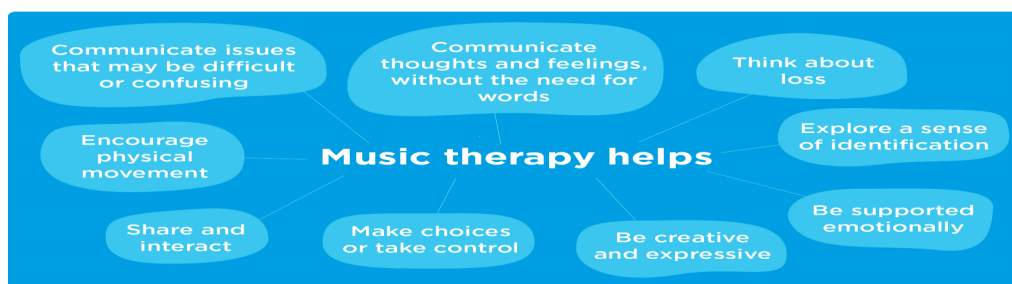 Communicate issues
that may be difficult
or confusing
Communicate
thoughts and feelings,
without the need for
words
Think about
loss
Encourage
physical
movement
Music therapy helps
Explore a sense
of identification
Share and
interact
Make choices
or take control
Be creative
and expressive
Be supported
emotionally